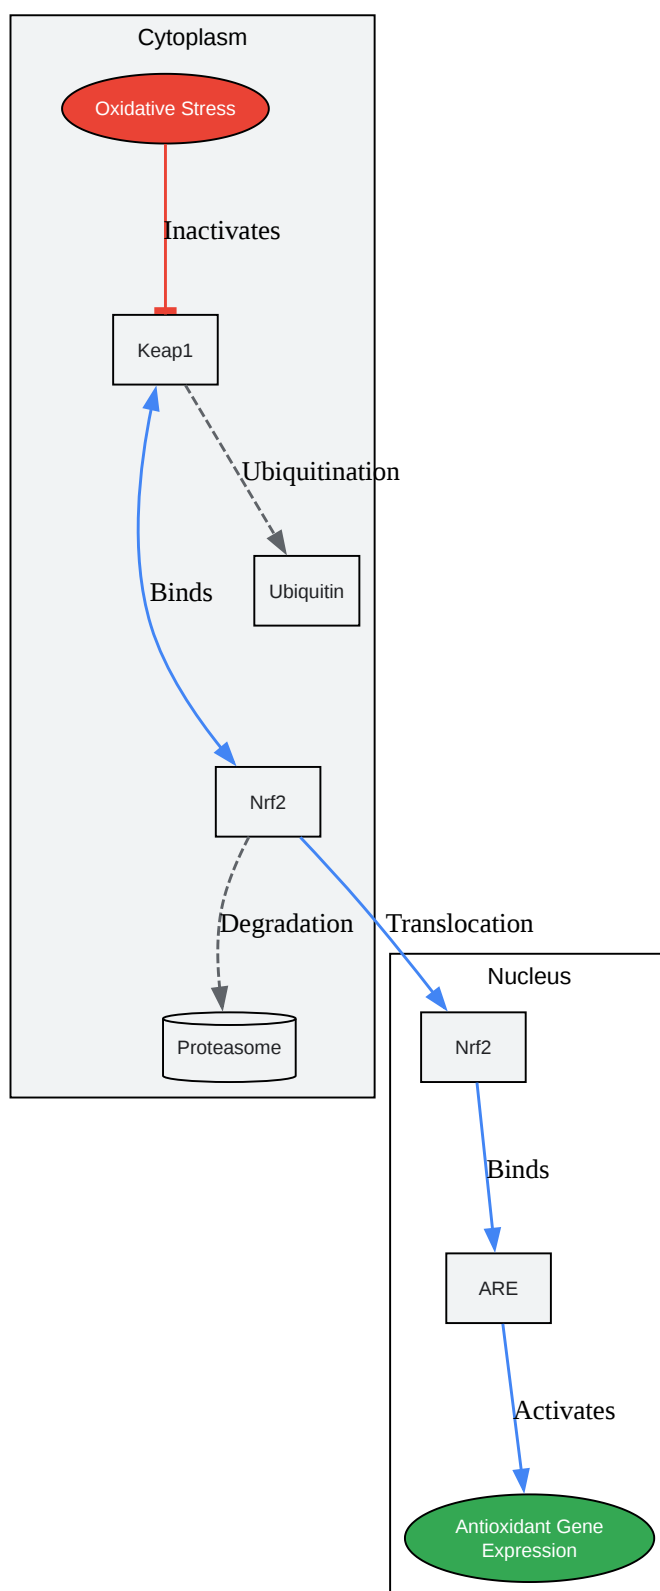 Cytoplasm
Oxidative Stress
Inactivates
Keap1
Ubiquitination
Binds
Ubiquitin
Nrf2
Degradation
Translocation
Nucleus
Proteasome
Nrf2
Binds
ARE
Activates
Antioxidant Gene
Expression